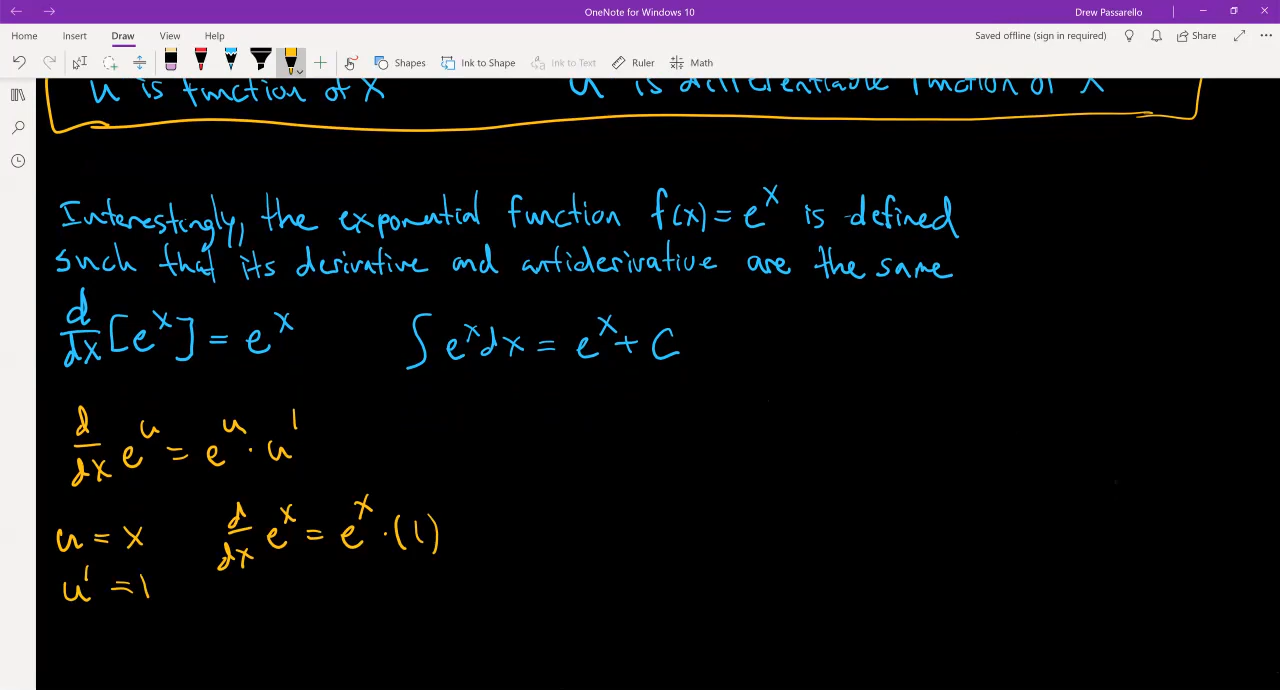 OneNote for Windows 10
Drew Passarello
Home Insert Draw View Help
Saved offline (sign in required) Share
Shapes Ink to Shape Ink to Text Ruler Math
u is function of x u is differentiable function of x
Interestingly, the exponential function f(x) = e^x is defined
such that its derivative and antiderivative are the same
d/dx [e^x] = e^x ∫ e^x dx = e^x + C
d/dx e^u = e^u · u'
u = x d/dx e^x = e^x · (1)
u' = 1